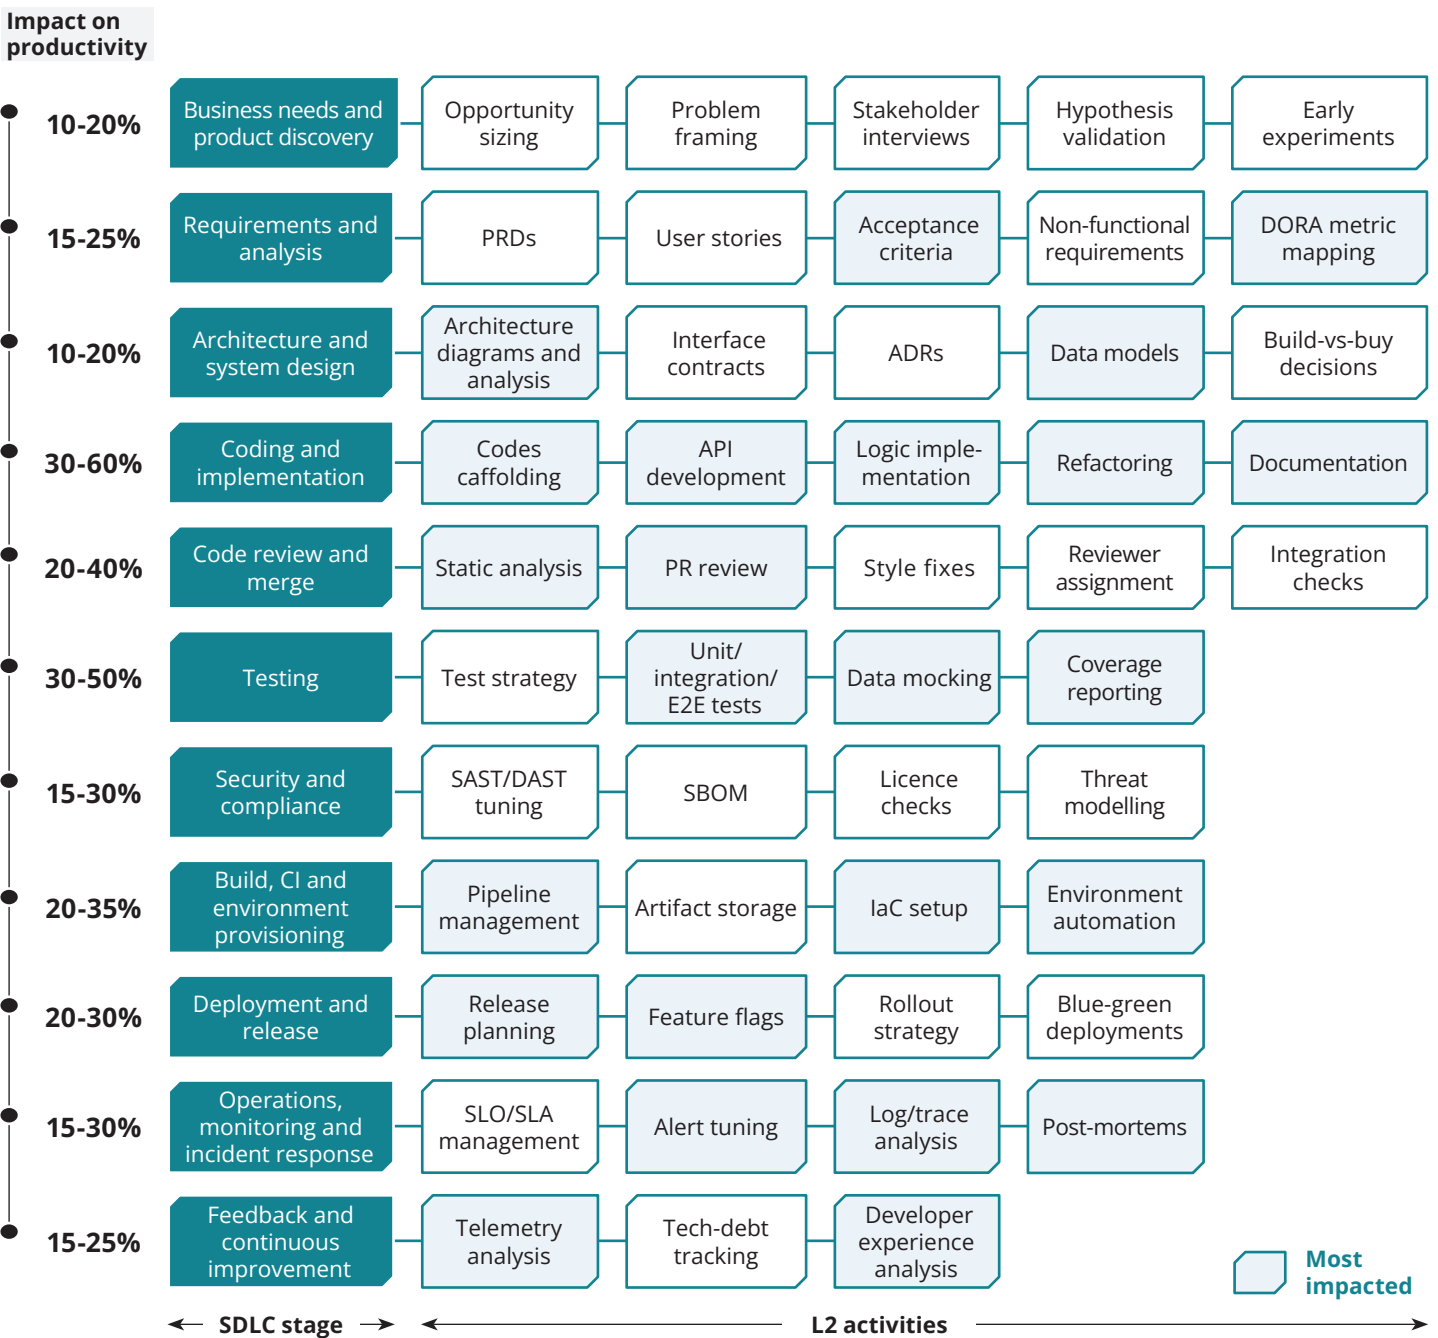 Impact on
productivity
10-20%
Business needs and
product discovery
Opportunity
sizing
Problem
framing
Stakeholder
interviews
Hypothesis
validation
Early
experiments
15-25%
Requirements and
analysis
PRDs
User stories
Acceptance
criteria
Non-functional
requirements
DORA metric
mapping
10-20%
Architecture and
system design
Architecture
diagrams and
analysis
Interface
contracts
ADRs
Data models
Build-vs-buy
decisions
30-60%
Coding and
implementation
Codes
caffolding
API
development
Logic imple-
mentation
Refactoring
Documentation
20-40%
Code review and
merge
Static analysis
PR review
Style fixes
Reviewer
assignment
Integration
checks
30-50%
Testing
Test strategy
Unit/
integration/
E2E tests
Data mocking
Coverage
reporting
15-30%
Security and
compliance
SAST/DAST
tuning
SBOM
Licence
checks
Threat
modelling
20-35%
Build, CI and
environment
provisioning
Pipeline
management
Artifact storage
IaC setup
Environment
automation
20-30%
Deployment and
release
Release
planning
Feature flags
Rollout
strategy
Blue-green
deployments
15-30%
Operations,
monitoring and
incident response
SLO/SLA
management
Alert tuning
Log/trace
analysis
Post-mortems
15-25%
Feedback and
continuous
improvement
Telemetry
analysis
Tech-debt
tracking
Developer
experience
analysis
Most
impacted
SDLC stage
L2 activities